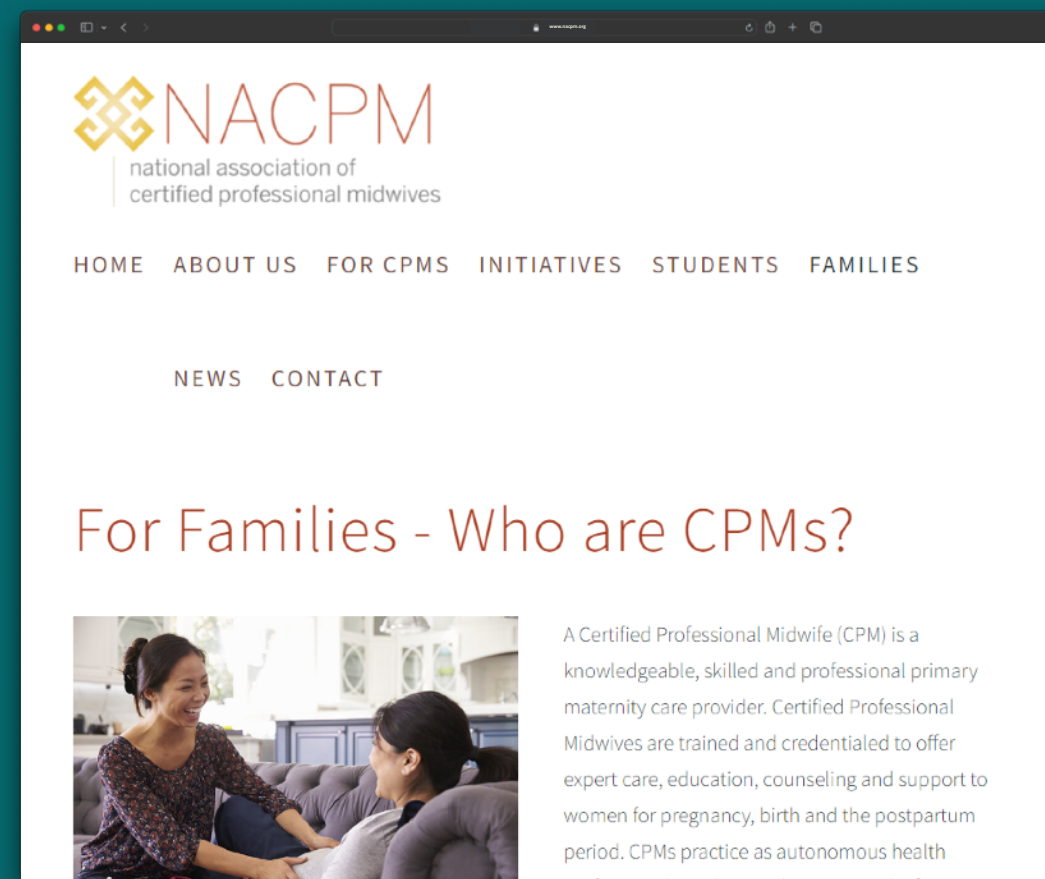 www.nacpm.org
NACPM
national association of
certified professional midwives
HOME ABOUT US FOR CPMS INITIATIVES STUDENTS FAMILIES
NEWS CONTACT
For Families - Who are CPMs?
A Certified Professional Midwife (CPM) is a
knowledgeable, skilled and professional primary
maternity care provider. Certified Professional
Midwives are trained and credentialed to offer
expert care, education, counseling and support to
women for pregnancy, birth and the postpartum
period. CPMs practice as autonomous health